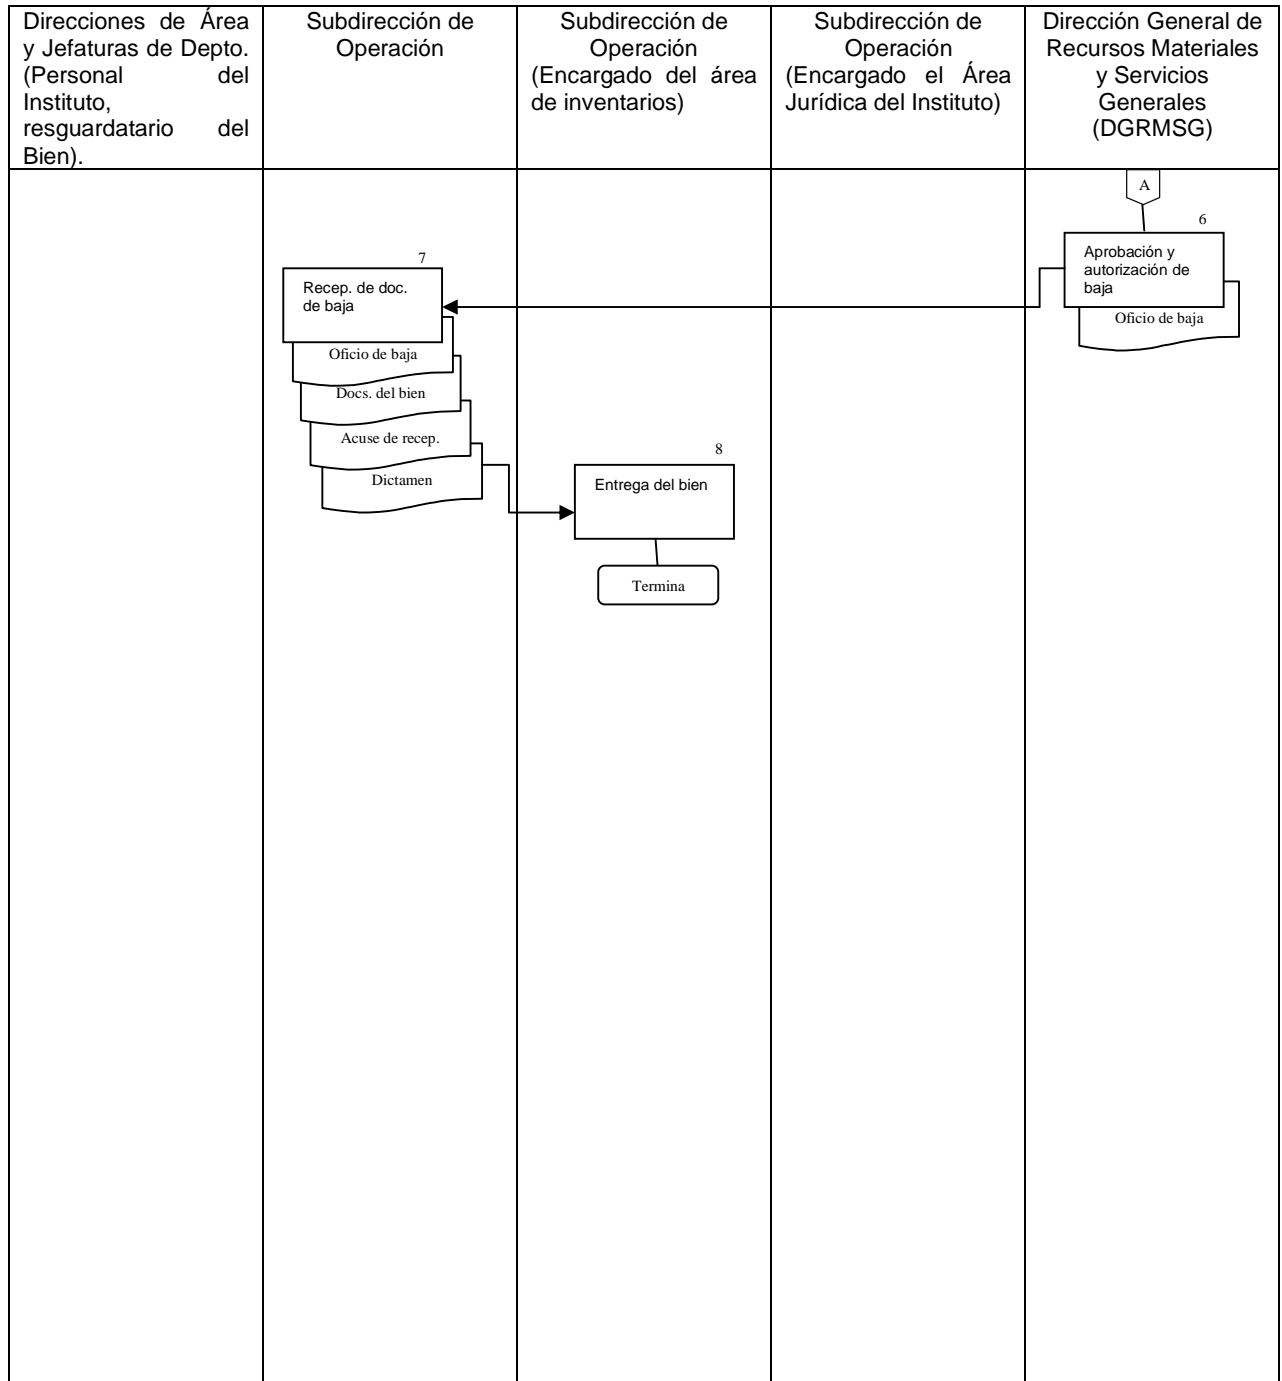 Direcciones de Área
y Jefaturas de Depto.
(Personal del
Instituto,
resguardatario del
Bien).
Subdirección de
Operación
Subdirección de
Operación
(Encargado del área
de inventarios)
Subdirección de
Operación
(Encargado el Área
Jurídica del Instituto)
Dirección General de
Recursos Materiales
y Servicios
Generales
(DGRMSG)
A
6
Aprobación y
autorización de
baja
Oficio de baja
7
Recep. de doc.
de baja
Oficio de baja
Docs. del bien
Acuse de recep.
Dictamen
8
Entrega del bien
Termina